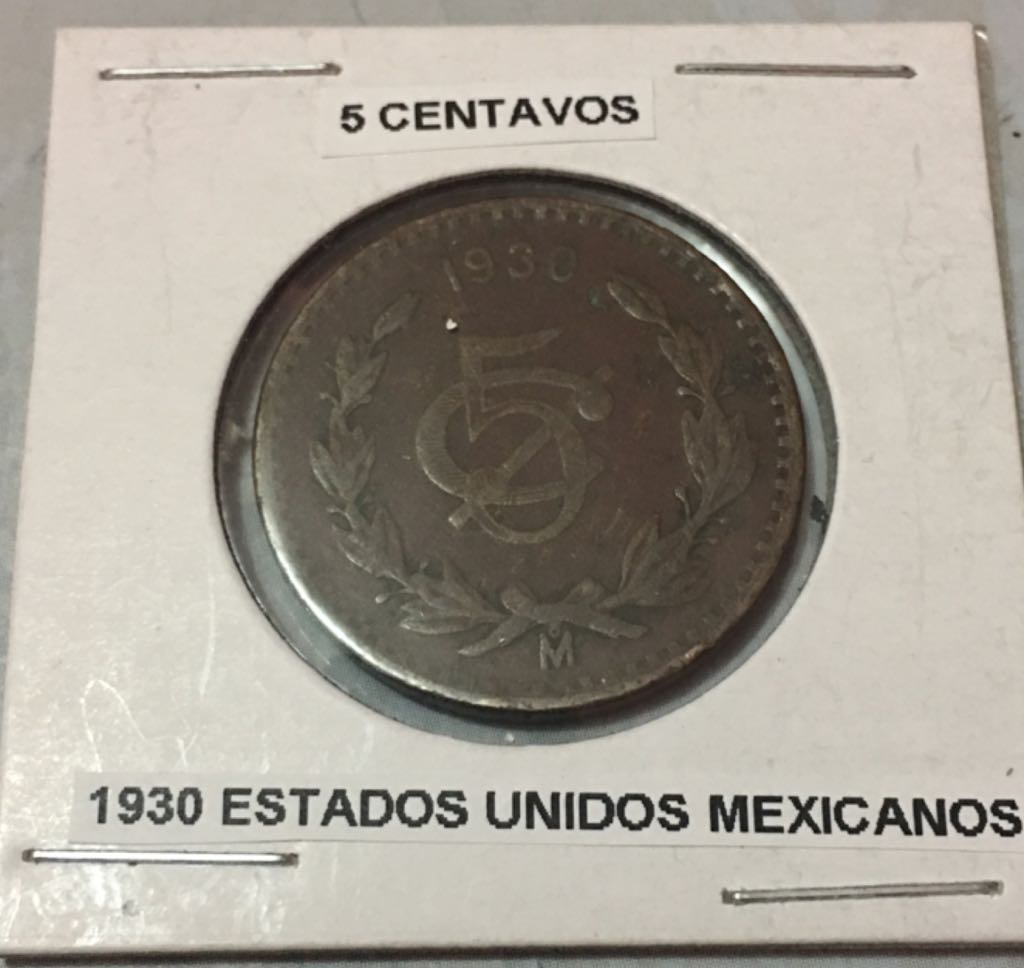 5 CENTAVOS
1930
5 C
M
1930 ESTADOS UNIDOS MEXICANOS